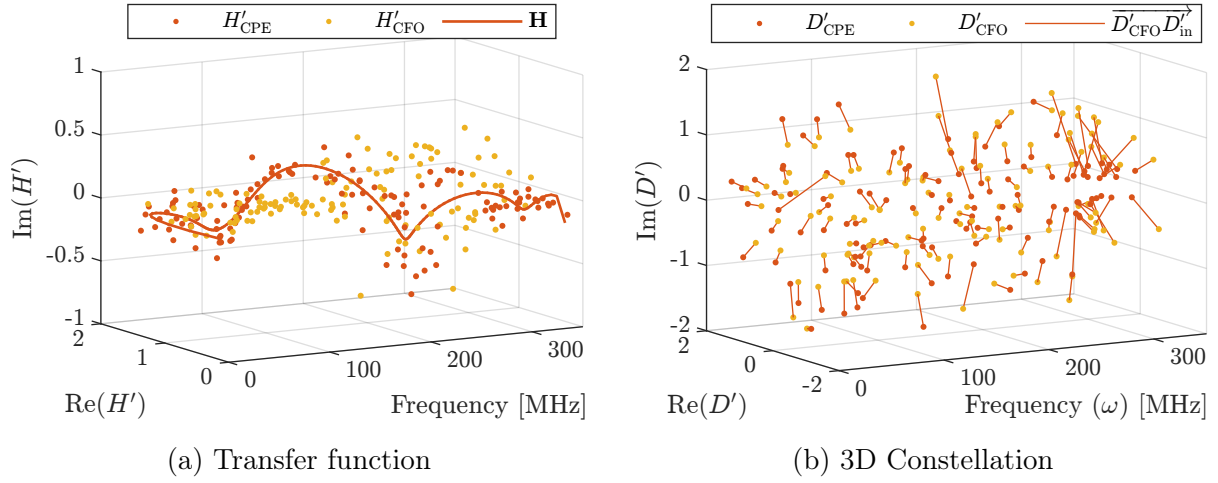 H′CPE H′CFO H
1
0.5
0
-0.5
-1
Im(H′)
2
1
0
Re(H′)
0
100
200
300
Frequency [MHz]
(a) Transfer function
D′CPE D′CFO D′CFO D″in
2
1
0
-1
-2
Im(D′)
2
0
-2
Re(D′)
0
100
200
300
Frequency (ω) [MHz]
(b) 3D Constellation